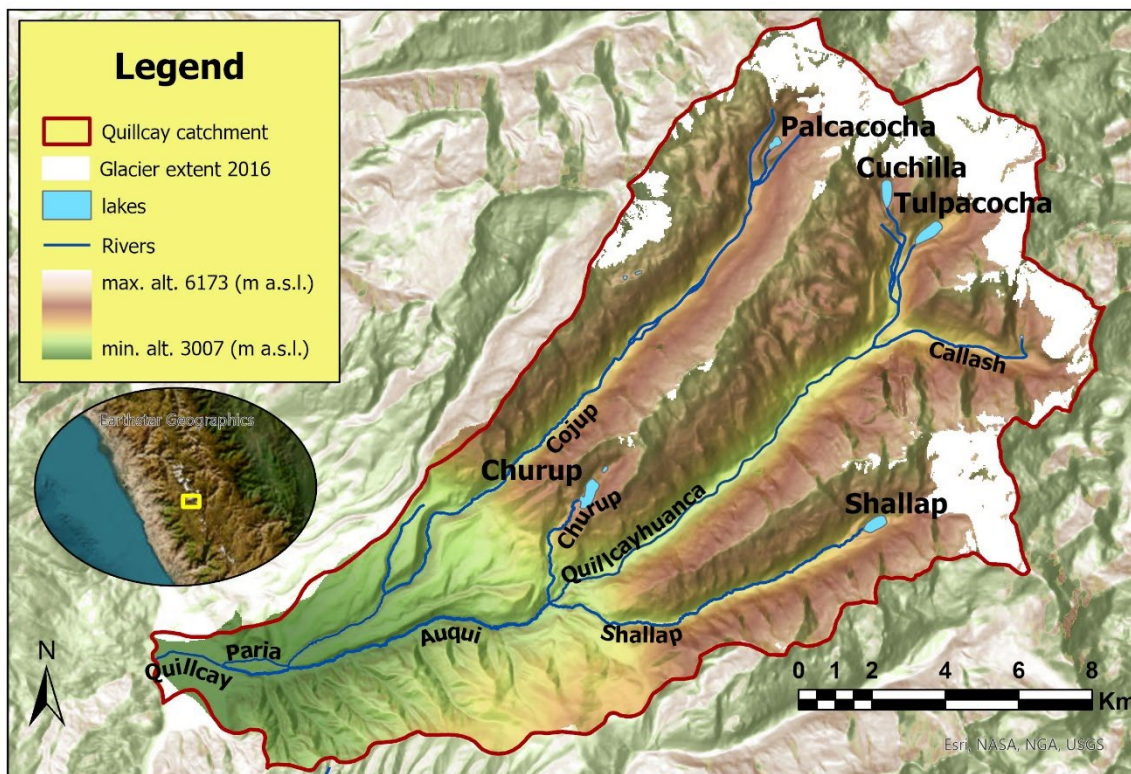 Legend
Quillcay catchment
Glacier extent 2016
lakes
Rivers
max. alt. 6173 (m a.s.l.)
min. alt. 3007 (m a.s.l.)
Earthstar Geographics
Palcacocha
Cuchilla
Tulpacocha
Callash
Cojup
Churup
Churup
Quillcayhuanca
Shallap
Shallap
Auqui
Paria
Quillcay
N
0 2 4 6 8
Km
Esri, NASA, NGA, USGS